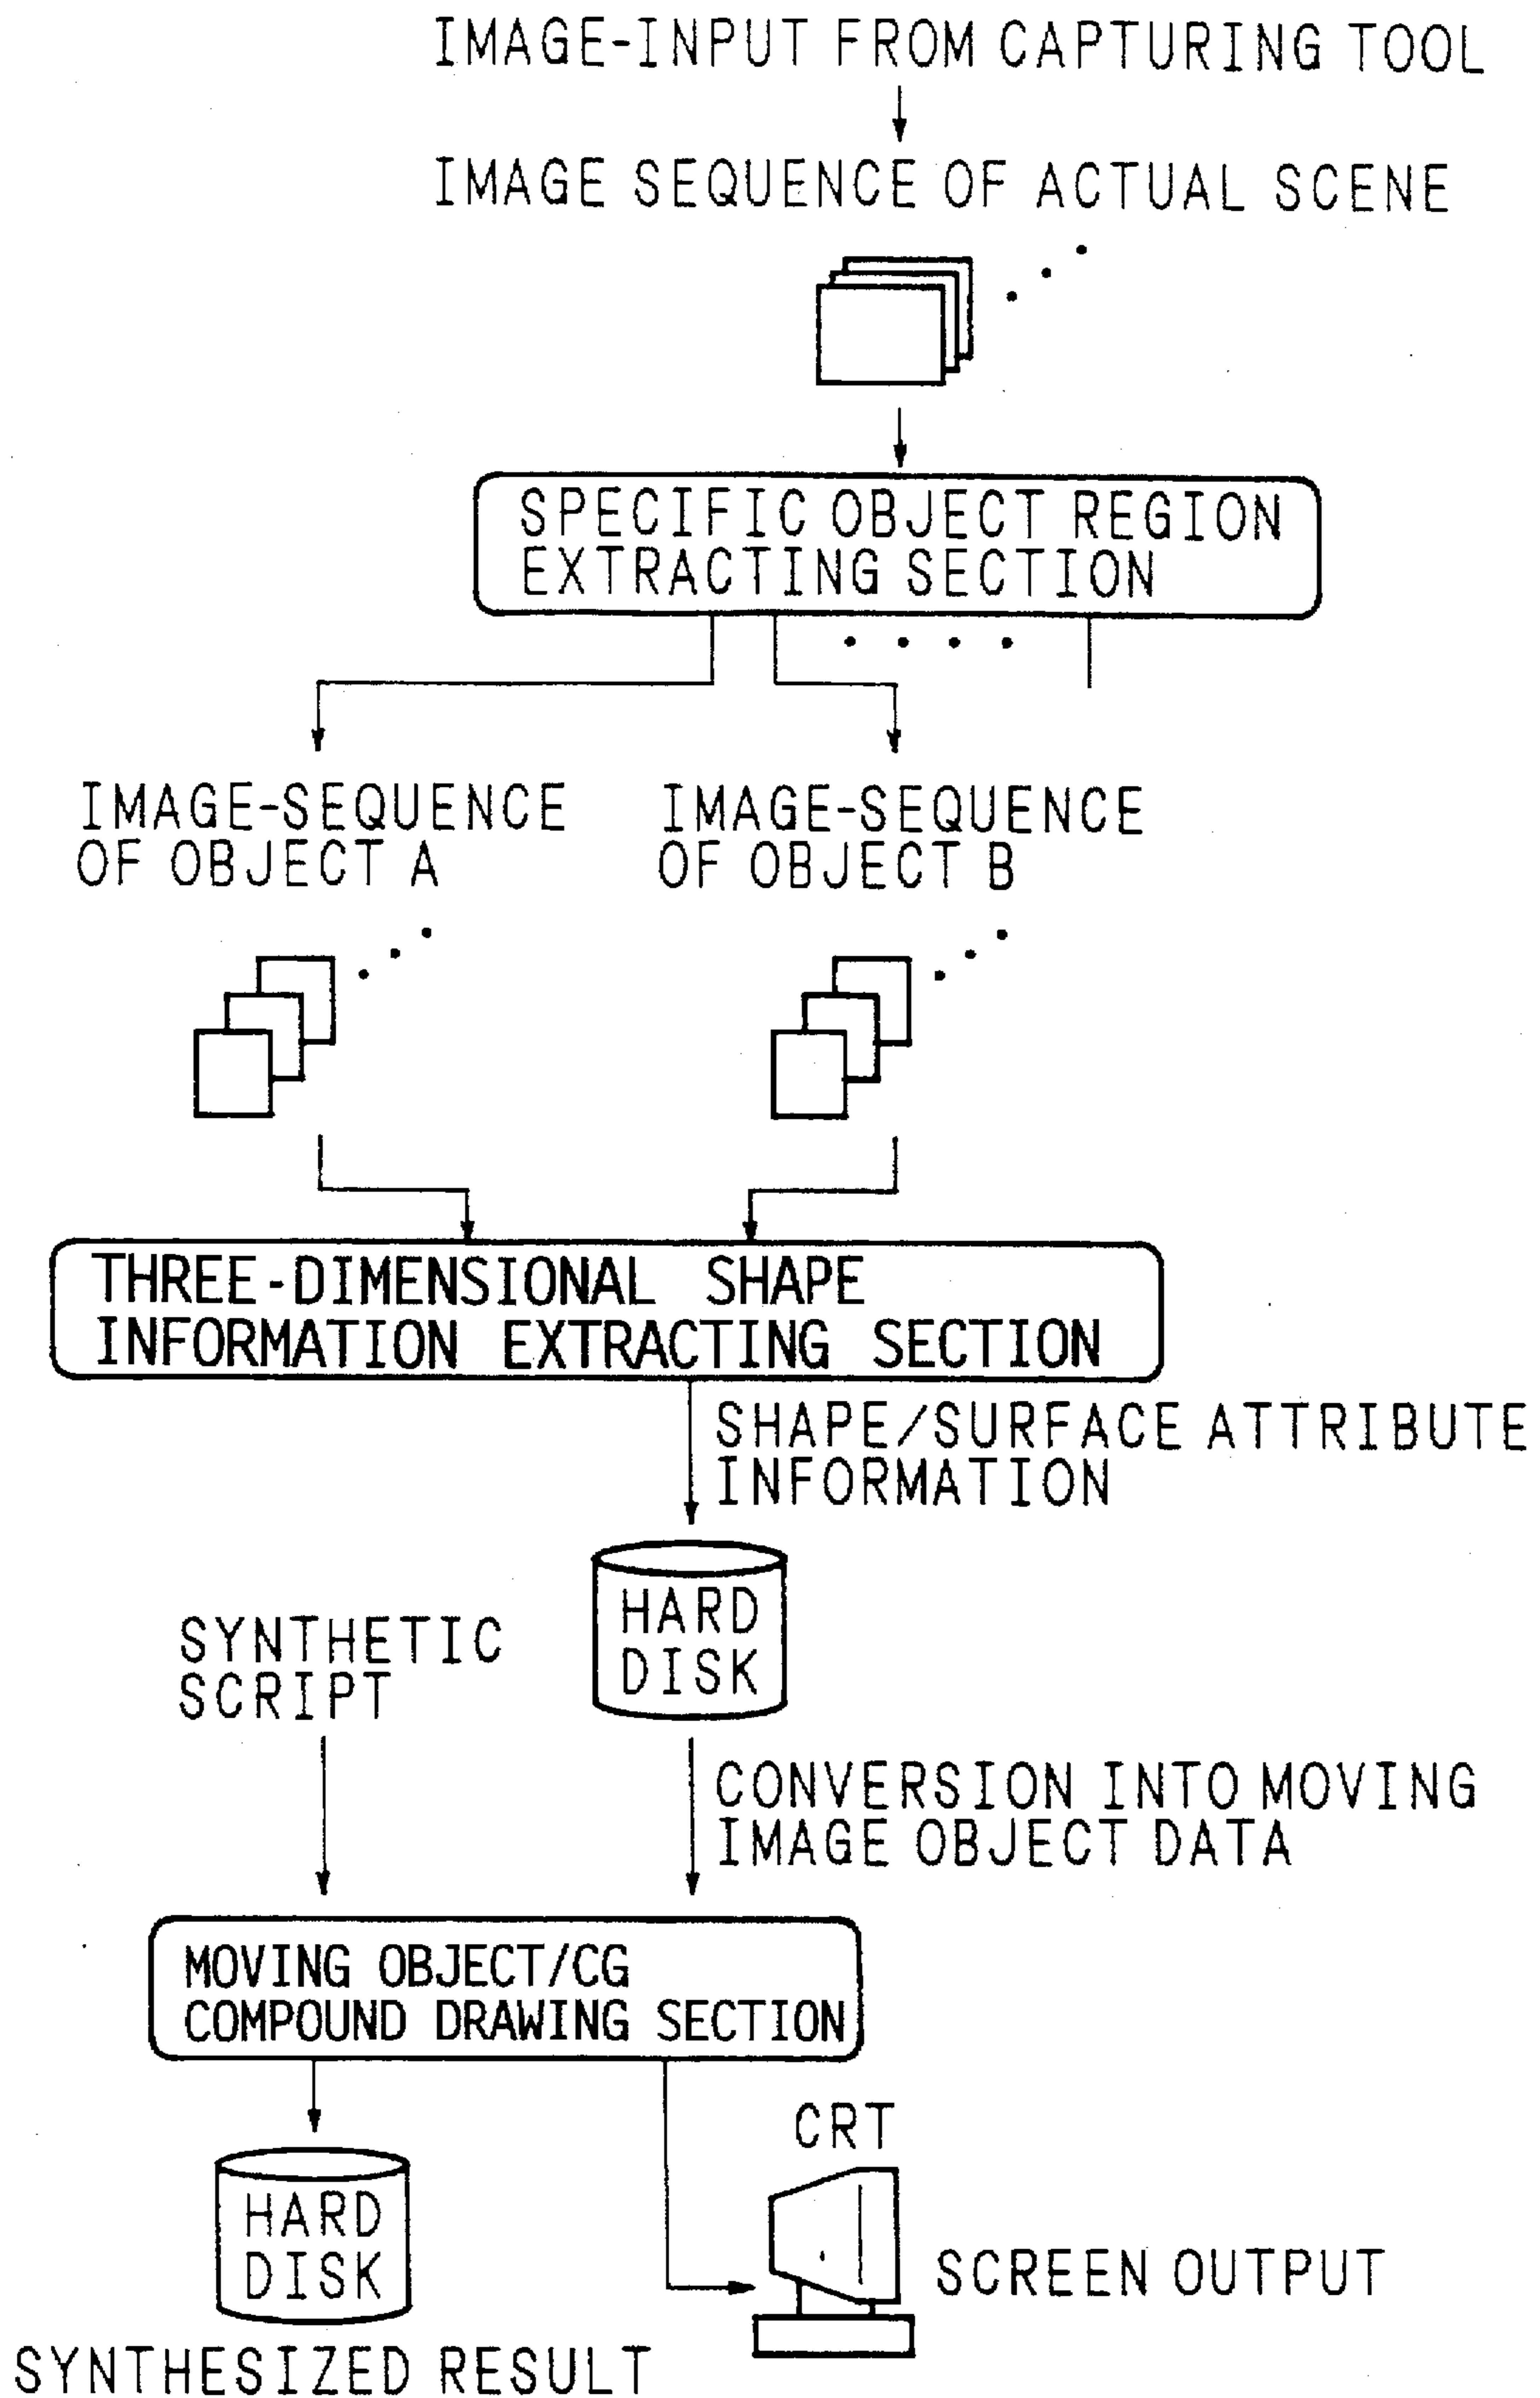 IMAGE-INPUT FROM CAPTURING TOOL
IMAGE SEQUENCE OF ACTUAL SCENE
SPECIFIC OBJECT REGION
EXTRACTING SECTION
IMAGE-SEQUENCE
OF OBJECT A
IMAGE-SEQUENCE
OF OBJECT B
THREE-DIMENSIONAL SHAPE
INFORMATION EXTRACTING SECTION
SHAPE/SURFACE ATTRIBUTE
INFORMATION
HARD
DISK
SYNTHETIC
SCRIPT
CONVERSION INTO MOVING
IMAGE OBJECT DATA
MOVING OBJECT/CG
COMPOUND DRAWING SECTION
CRT
HARD
DISK
SCREEN OUTPUT
SYNTHESIZED RESULT